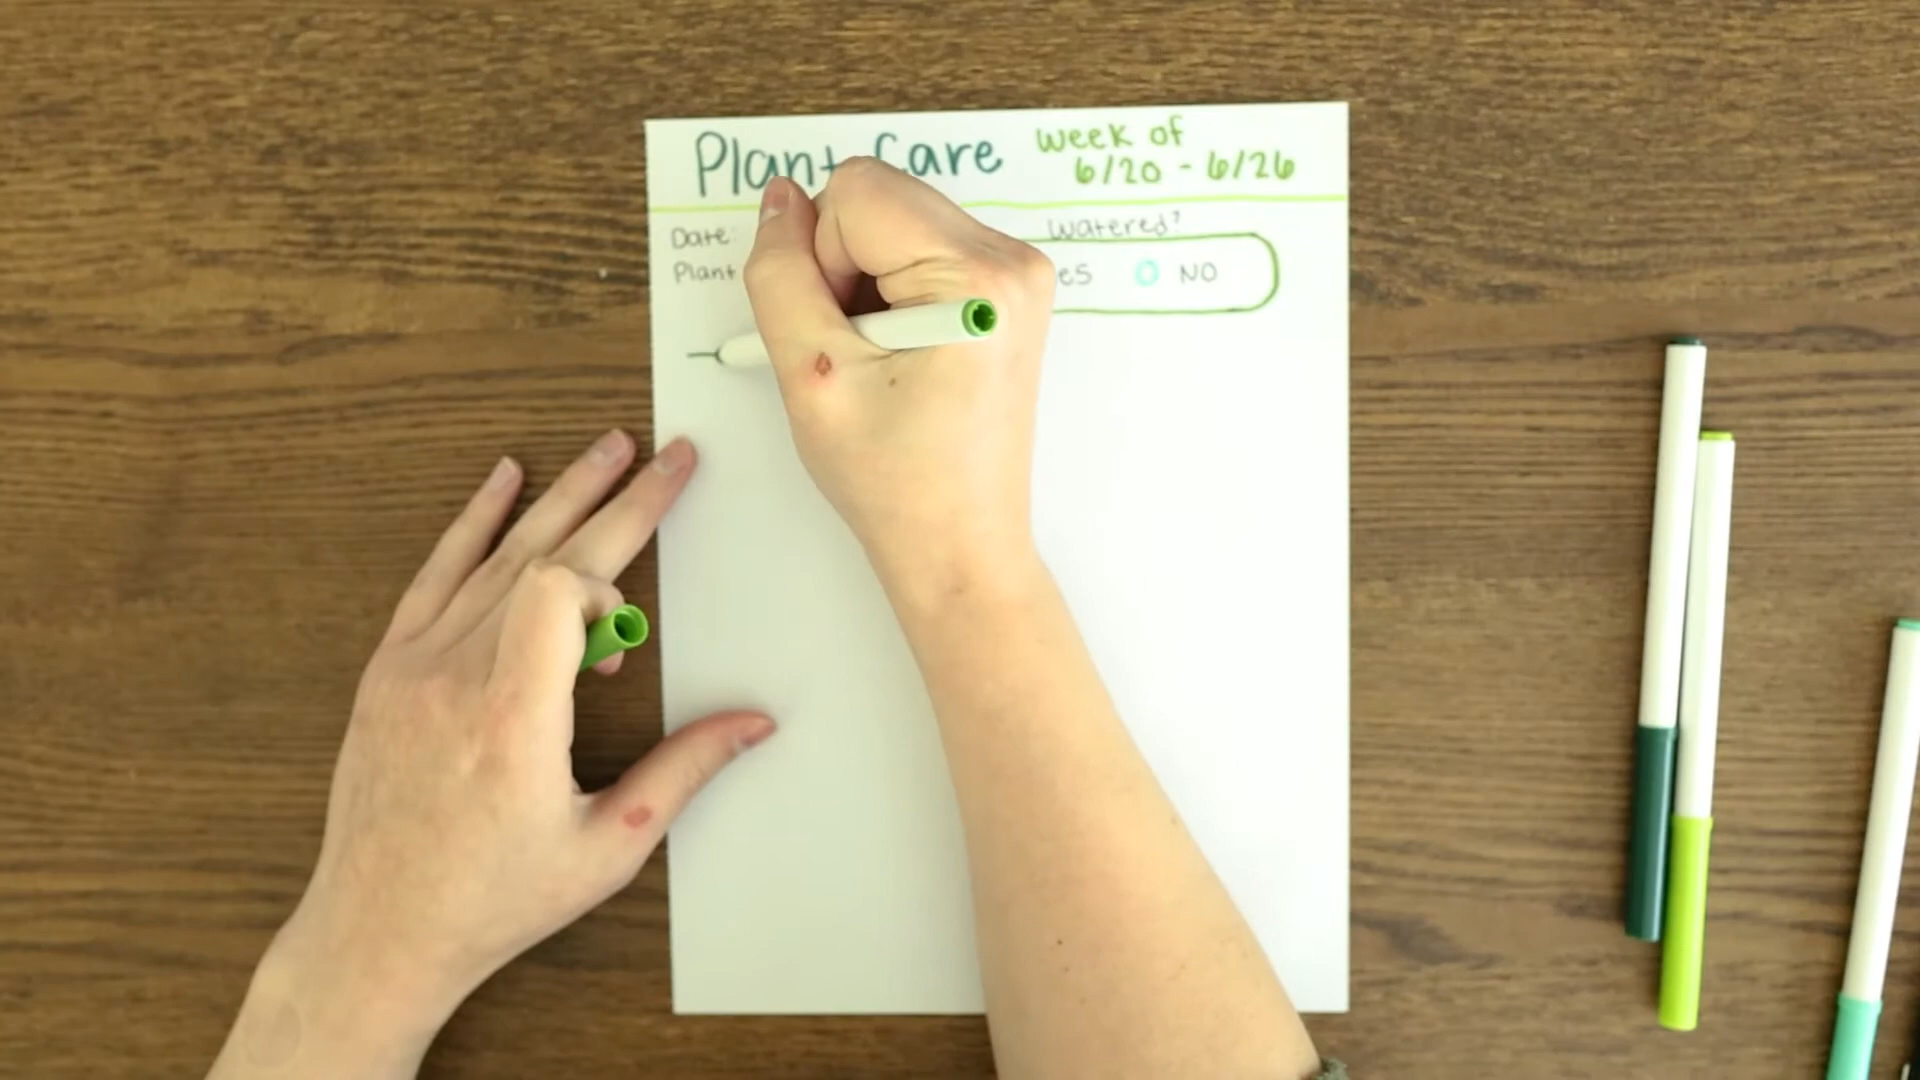 Plant Care
week of
6/20 - 6/26
Date:
Watered?
Plant
NO